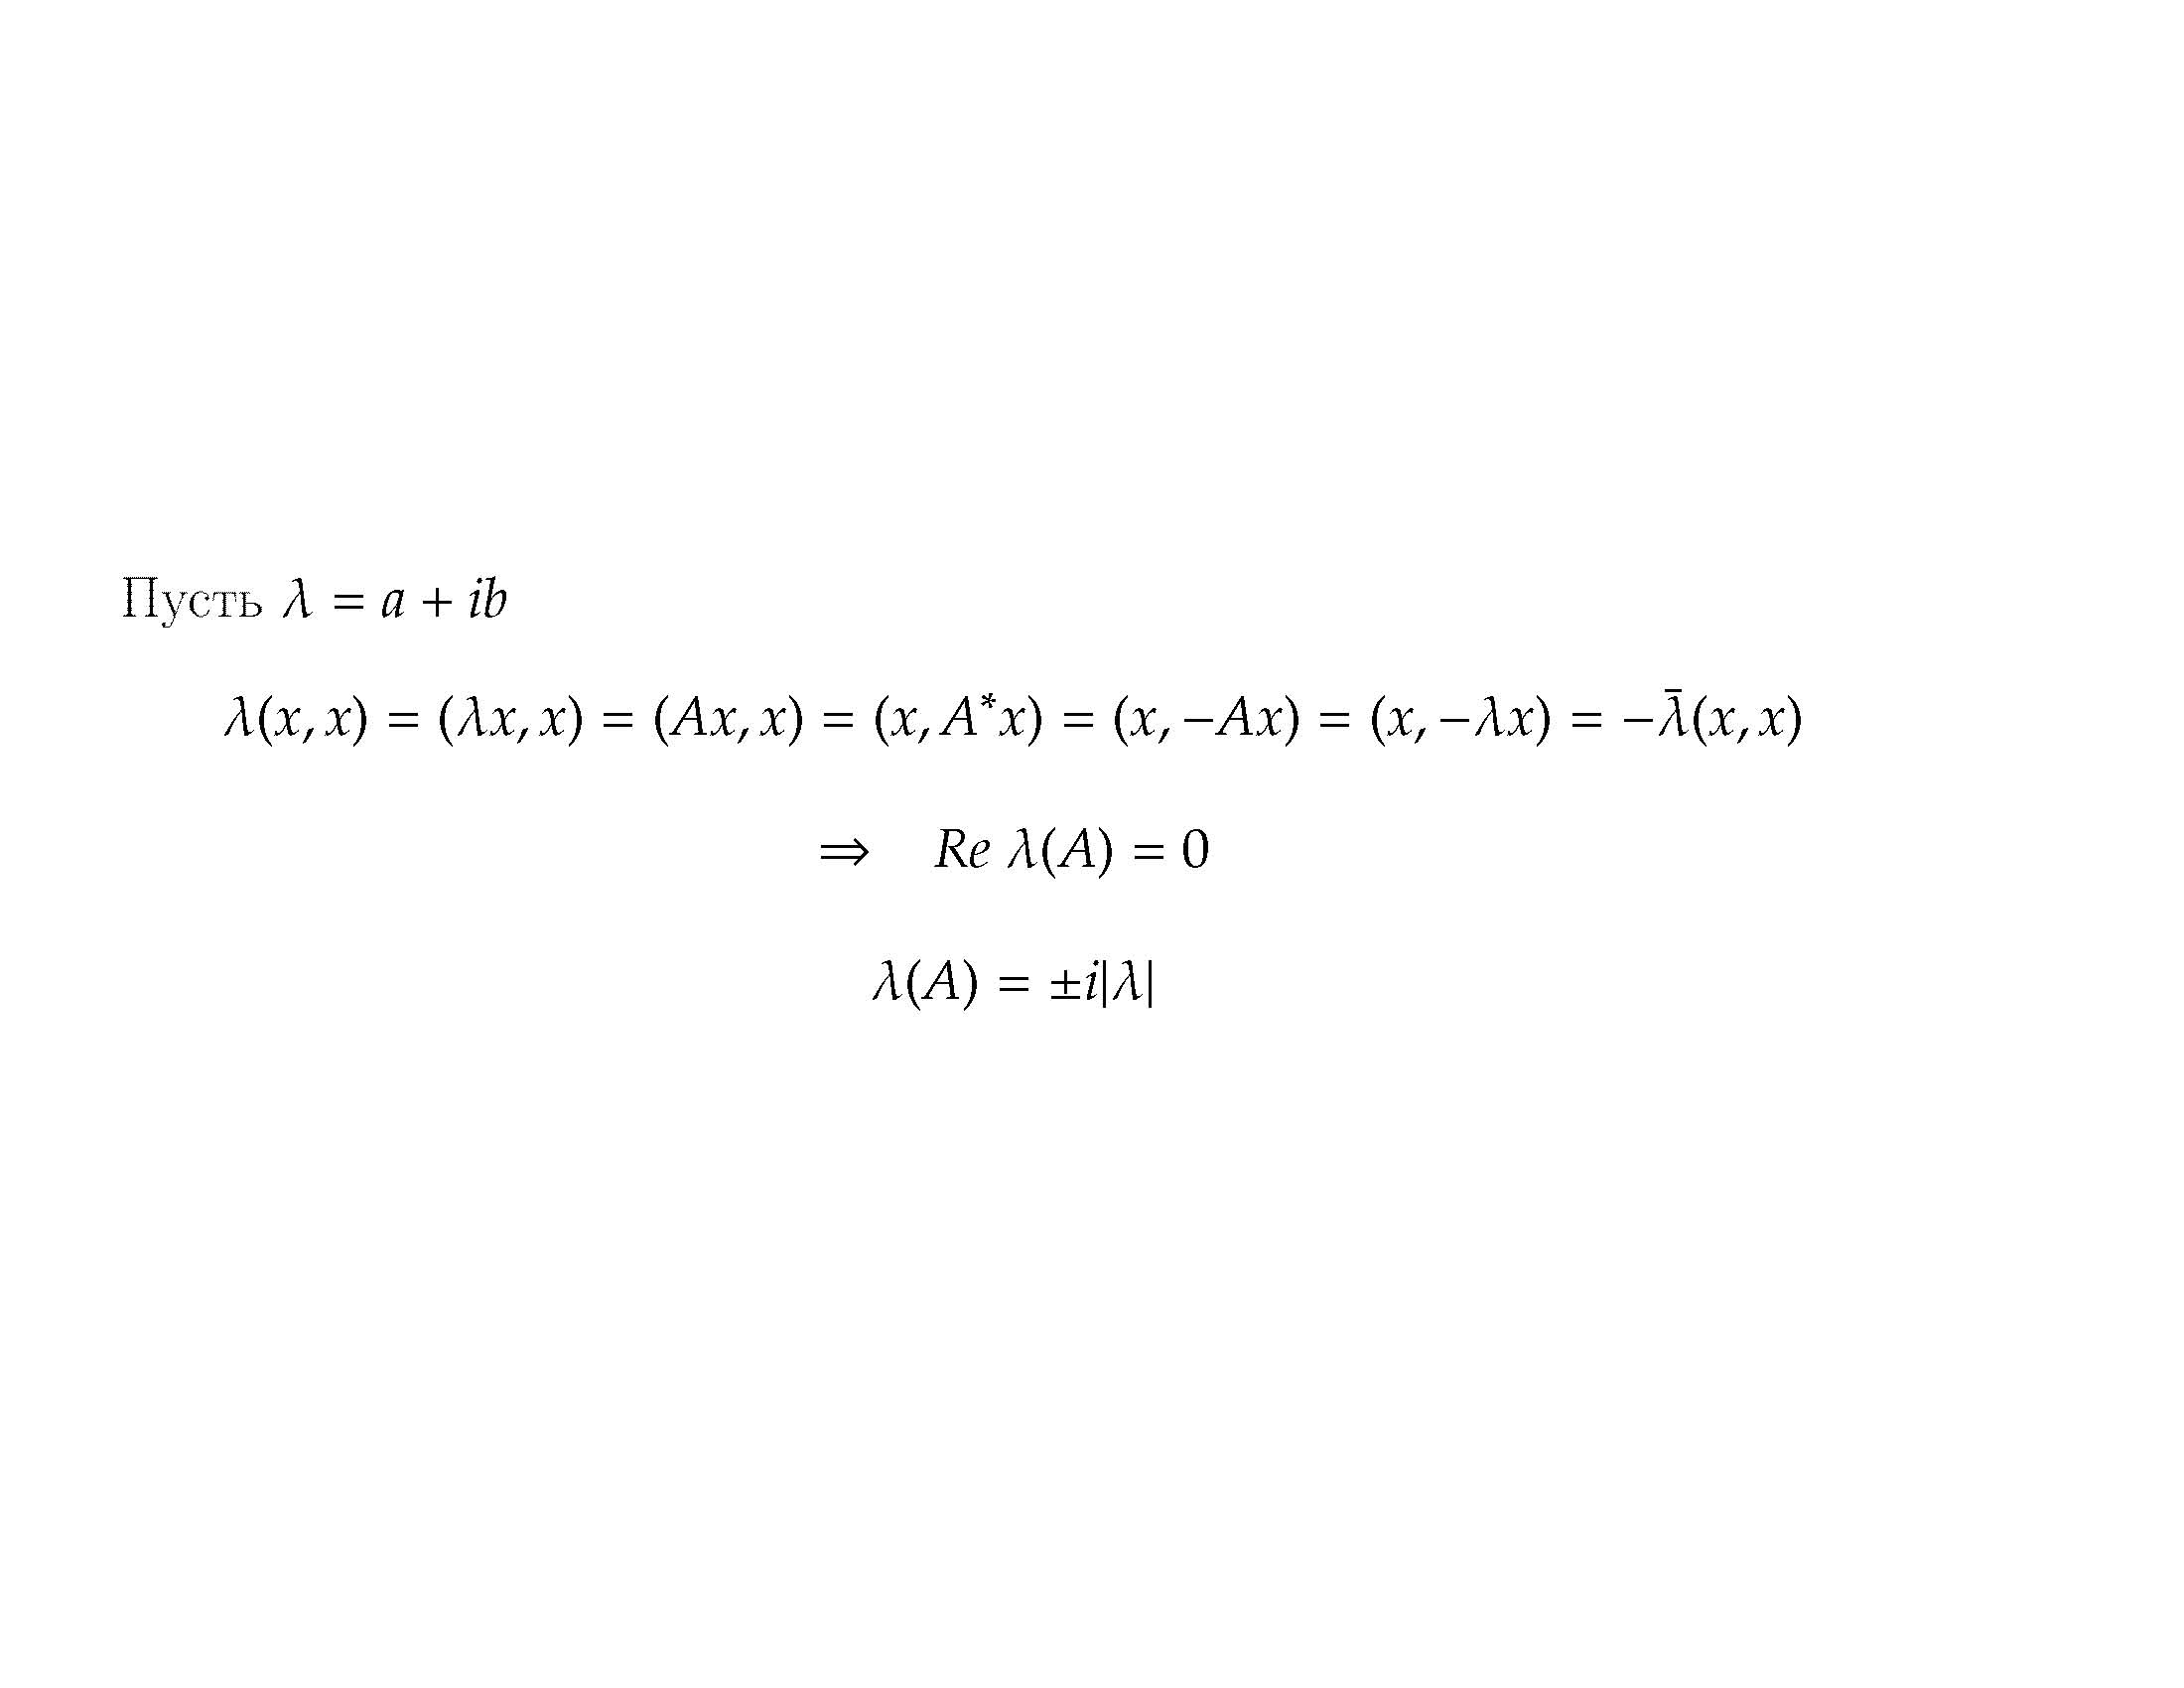 Пусть λ = a + ib
λ(x, x) = (λx, x) = (Ax, x) = (x, A*x) = (x, −Ax) = (x, −λx) = −λ̄(x, x)
⇒ Re λ(A) = 0
λ(A) = ±i|λ|